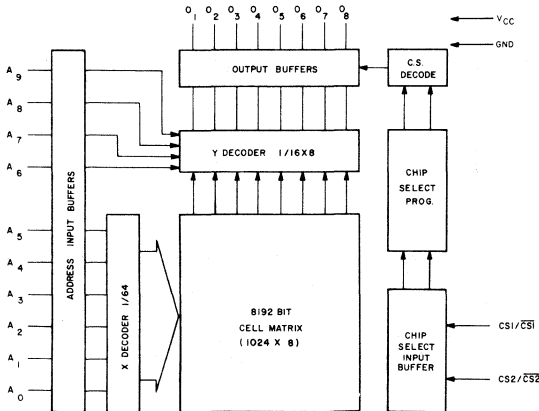 O1 O2 O3 O4 O5 O6 O7 O8
VCC
GND
OUTPUT BUFFERS
C.S.
DECODE
A9
A8
A7
A6
A5
A4
A3
A2
A1
A0
ADDRESS INPUT BUFFERS
Y DECODER 1/16X8
CHIP
SELECT
PROG.
X DECODER 1/64
8192 BIT
CELL MATRIX
(1024 X 8)
CHIP
SELECT
INPUT
BUFFER
CS1/C̅S̅1̅
CS2/C̅S̅2̅